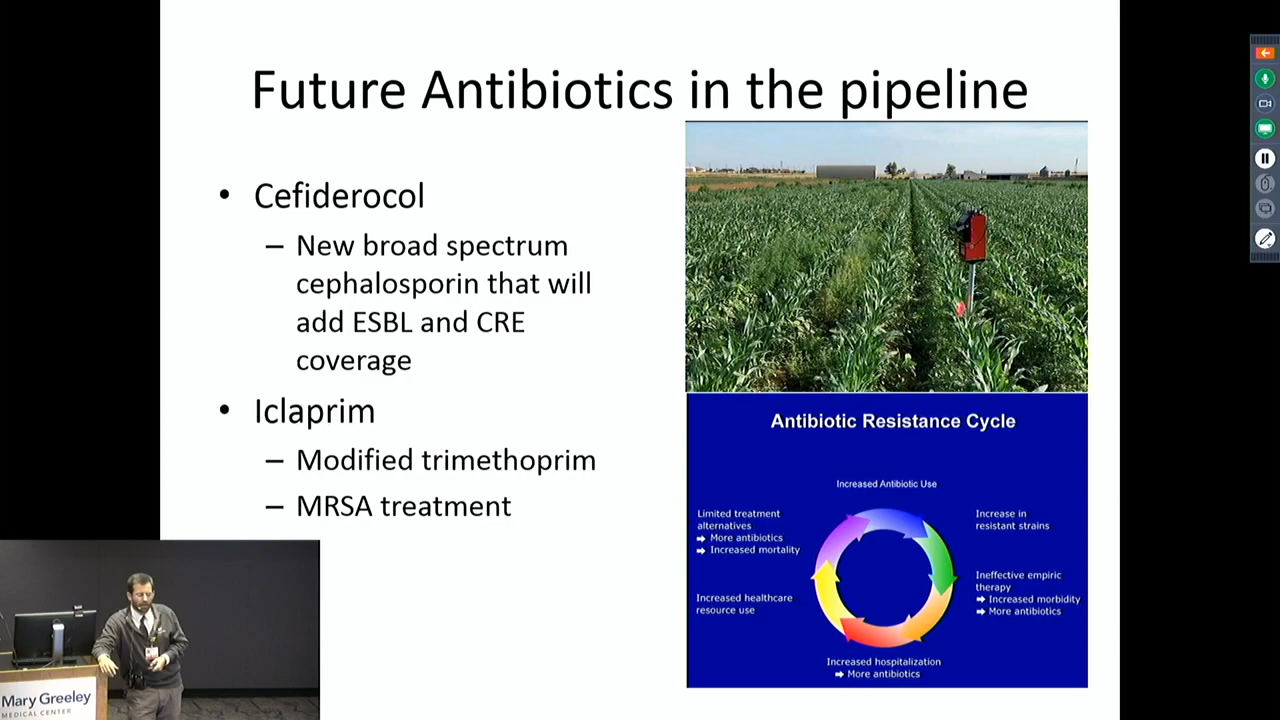 Future Antibiotics in the pipeline
• Cefiderocol
– New broad spectrum
cephalosporin that will
add ESBL and CRE
coverage
• Iclaprim
– Modified trimethoprim
– MRSA treatment
Antibiotic Resistance Cycle
Increased Antibiotic Use
Increase in
resistant strains
Ineffective empiric
therapy
➡ Increased morbidity
➡ More antibiotics
Increased hospitalization
➡ More antibiotics
Increased healthcare
resource use
Limited treatment
alternatives
➡ More antibiotics
➡ Increased mortality
Mary Greeley
MEDICAL CENTER